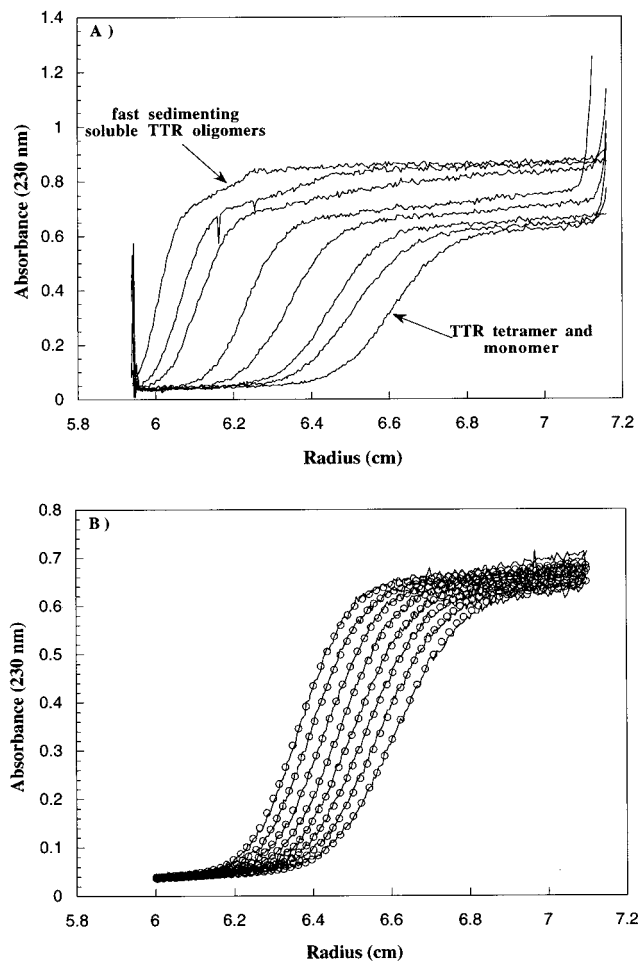 A )
1.4
1.2
1
0.8
0.6
0.4
0.2
0
Absorbance (230 nm)
fast sedimenting
soluble TTR oligomers
TTR tetramer and
monomer
5.8 6 6.2 6.4 6.6 6.8 7 7.2
Radius (cm)
B )
0.8
0.7
0.6
0.5
0.4
0.3
0.2
0.1
0
Absorbance (230 nm)
5.8 6 6.2 6.4 6.6 6.8 7 7.2
Radius (cm)